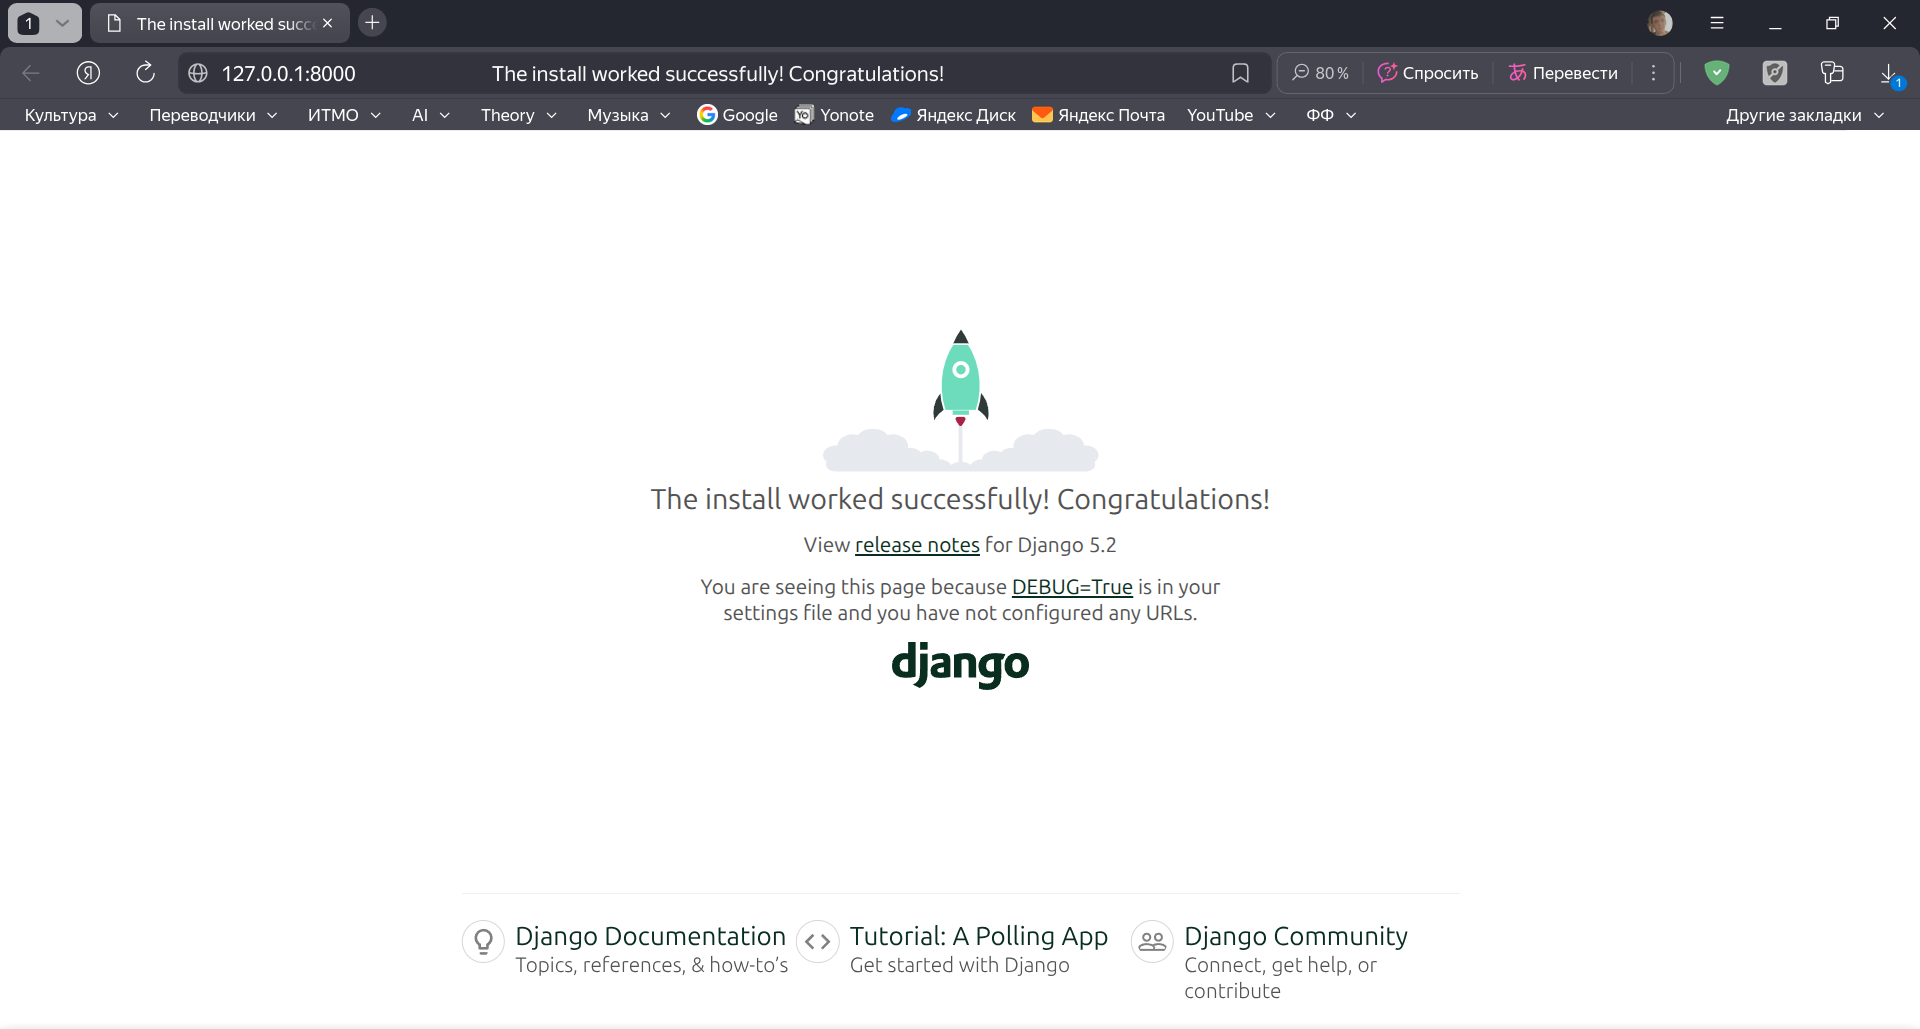 1
The install worked succ
127.0.0.1:8000
The install worked successfully! Congratulations!
80 %
Спросить
Перевести
1
Культура
Переводчики
ИТМО
AI
Theory
Музыка
Google
Yonote
Яндекс Диск
Яндекс Почта
YouTube
ФФ
Другие закладки
The install worked successfully! Congratulations!
View release notes for Django 5.2
You are seeing this page because DEBUG=True is in your
settings file and you have not configured any URLs.
django
Django Documentation
Topics, references, & how-to’s
Tutorial: A Polling App
Get started with Django
Django Community
Connect, get help, or
contribute